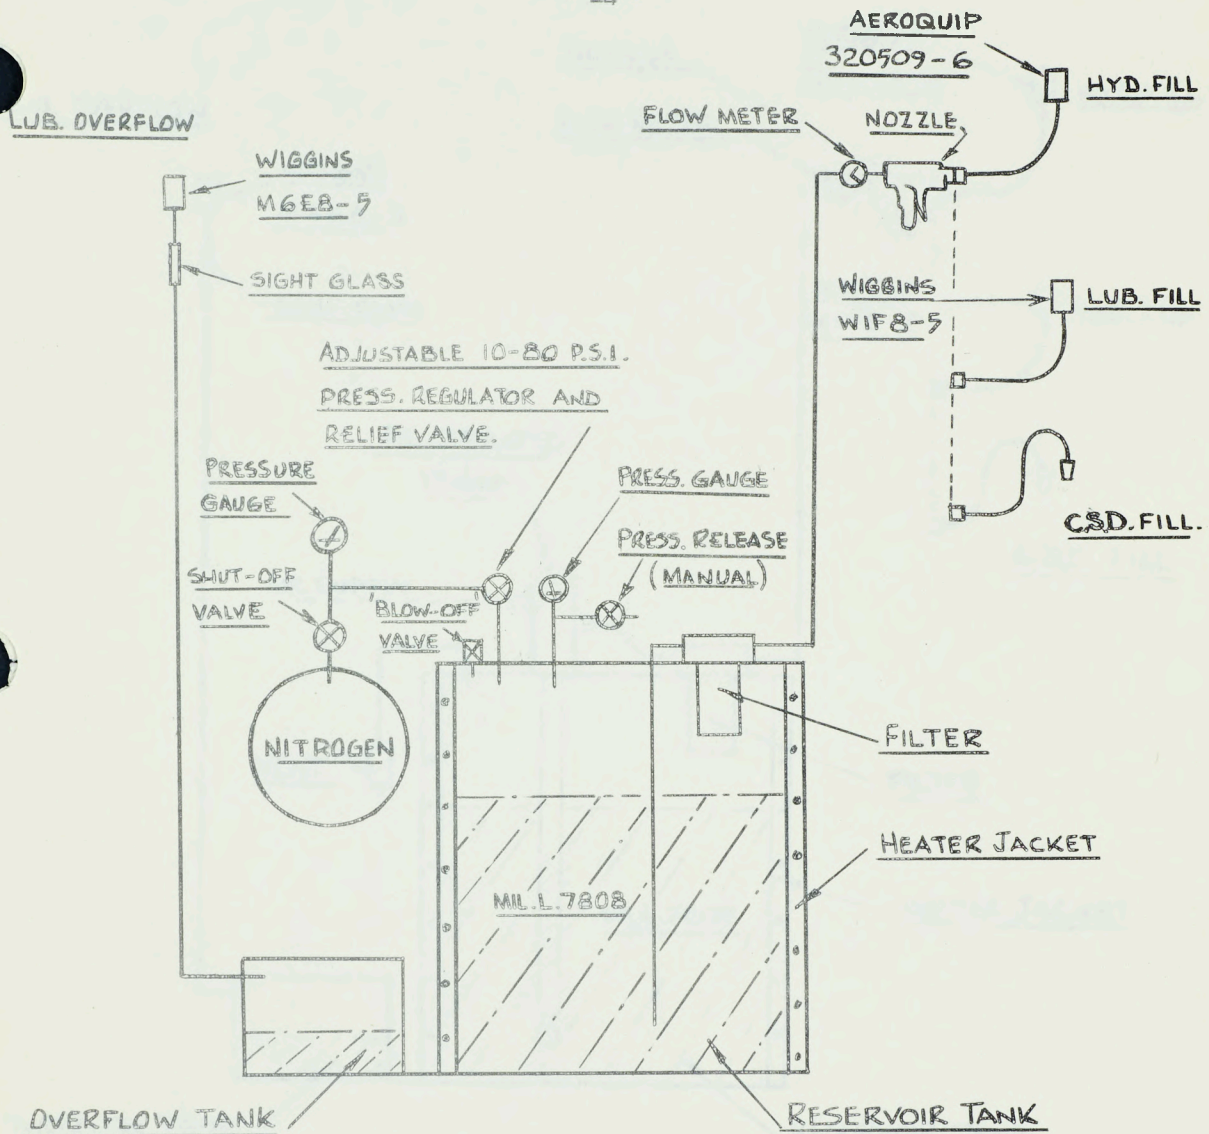 AEROQUIP
320509-6
HYD. FILL
LUB. OVERFLOW
FLOW METER
NOZZLE
WIGGINS
M6E8-5
SIGHT GLASS
WIGGINS
W1F8-5
LUB. FILL
ADJUSTABLE 10-80 P.S.I.
PRESS. REGULATOR AND
RELIEF VALVE.
PRESSURE
GAUGE
PRESS. GAUGE
C.S.D. FILL.
PRESS. RELEASE
(MANUAL)
SHUT-OFF
VALVE
'BLOW-OFF'
VALVE
NITROGEN
FILTER
HEATER JACKET
MIL.L.7808
OVERFLOW TANK
RESERVOIR TANK